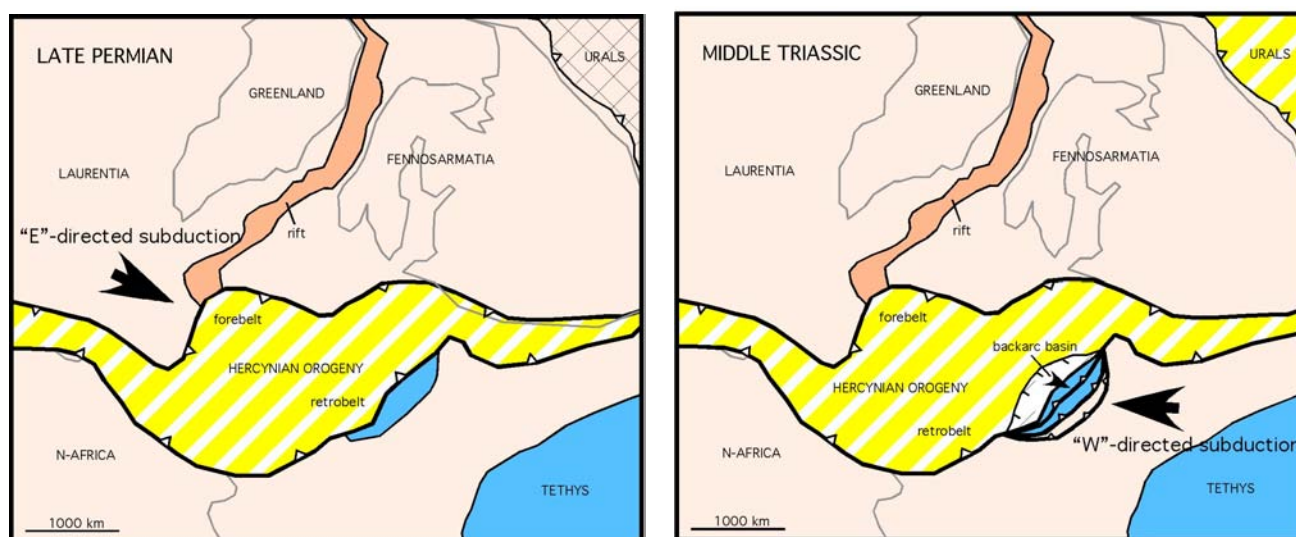 LATE PERMIAN
URALS
GREENLAND
FENNOSARMATIA
LAURENTIA
"E"-directed subduction
rift
forebelt
HERCYNIAN OROGENY
retrobelt
N-AFRICA
TETHYS
1000 km
MIDDLE TRIASSIC
URALS
GREENLAND
FENNOSARMATIA
LAURENTIA
rift
forebelt
backarc basin
HERCYNIAN OROGENY
retrobelt
"W"-directed subduction
N-AFRICA
TETHYS
1000 km